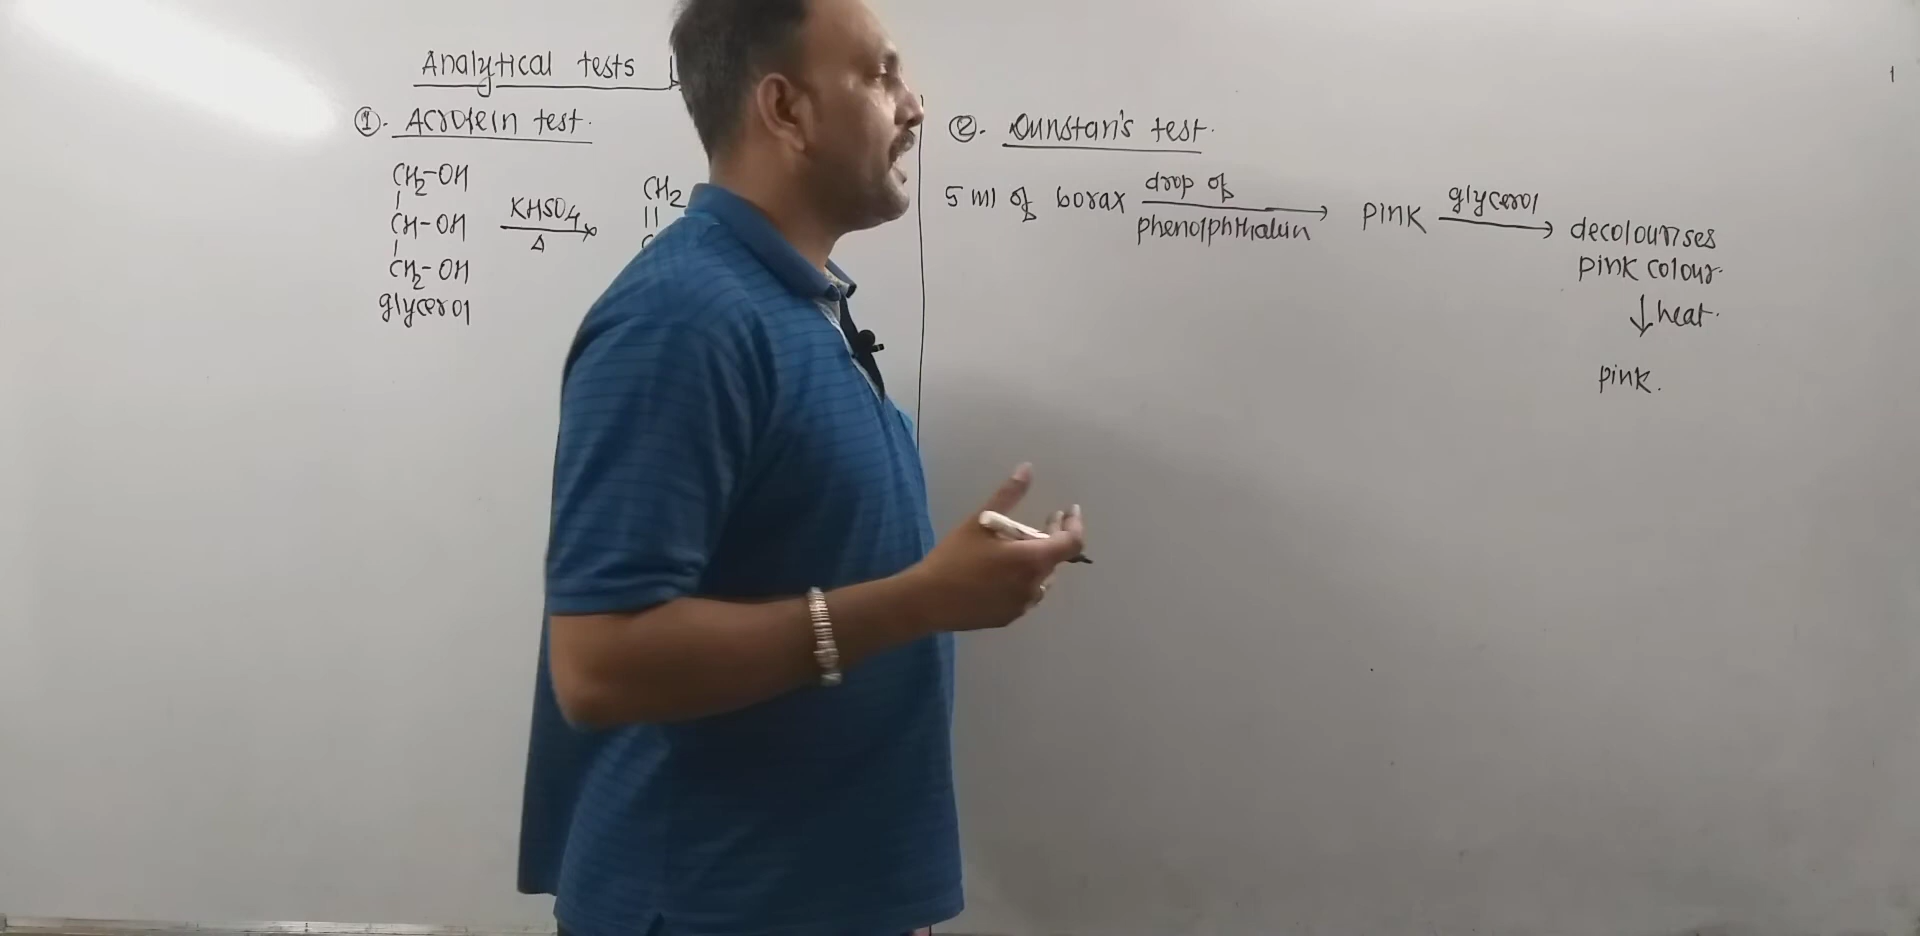 Analytical tests
①. Acrolein test.
CH2-OH
CH-OH
CH2-OH
glycerol
KHSO4
Δ
CH2
②. Dunstan's test.
5 ml of borax drop of phenolphthalein pink glycerol decolourises
pink colour.
heat.
pink.